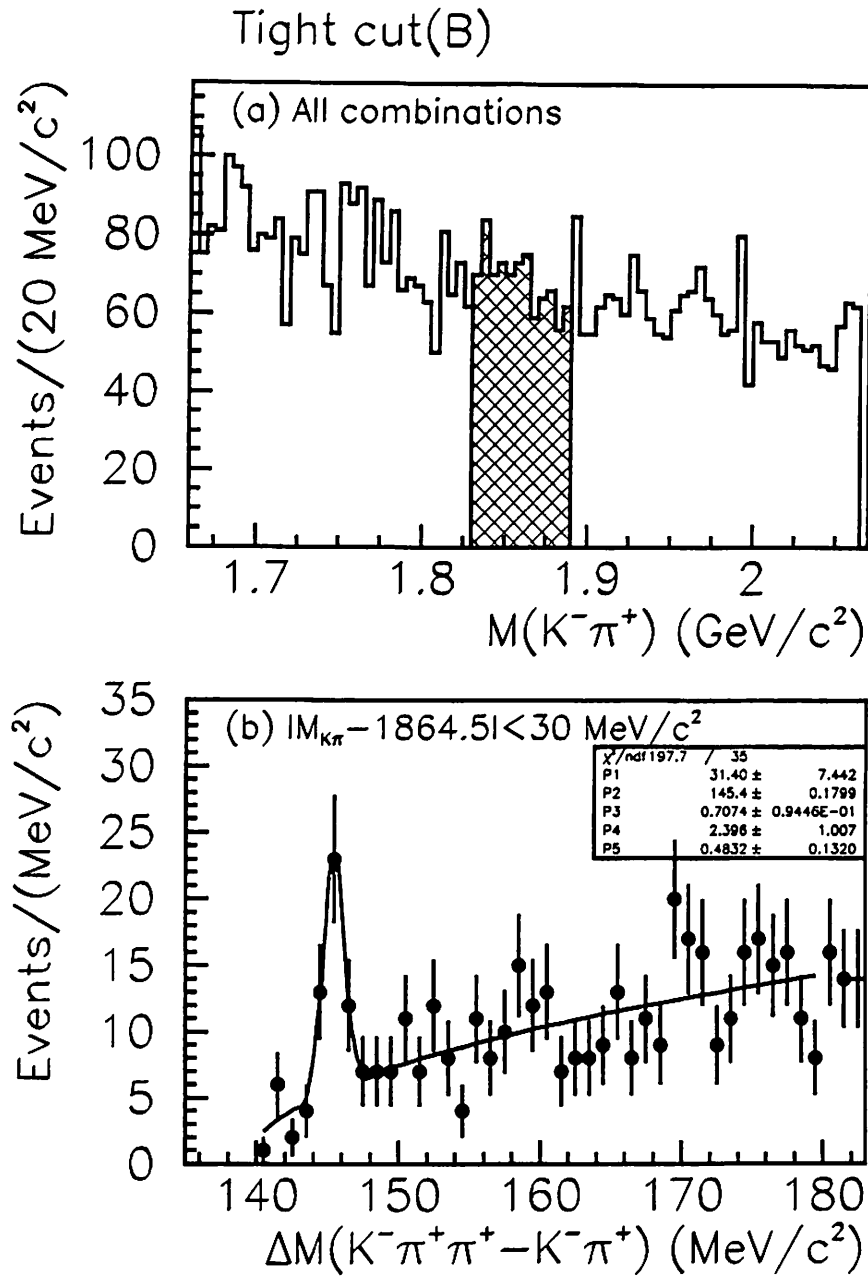 Tight cut(B)
(a) All combinations
Events/(20 MeV/c²)
100
80
60
40
20
0
1.7 1.8 1.9 2
M(K⁻π⁺) (GeV/c²)
(b) |M_Kπ−1864.5|<30 MeV/c²
χ²/ndf 197.7 / 35
P1 31.40 ± 7.442
P2 145.4 ± 0.1799
P3 0.7074 ± 0.9446E-01
P4 2.396 ± 1.007
P5 0.4832 ± 0.1320
Events/(MeV/c²)
35
30
25
20
15
10
5
0
140 150 160 170 180
ΔM(K⁻π⁺π⁺−K⁻π⁺) (MeV/c²)